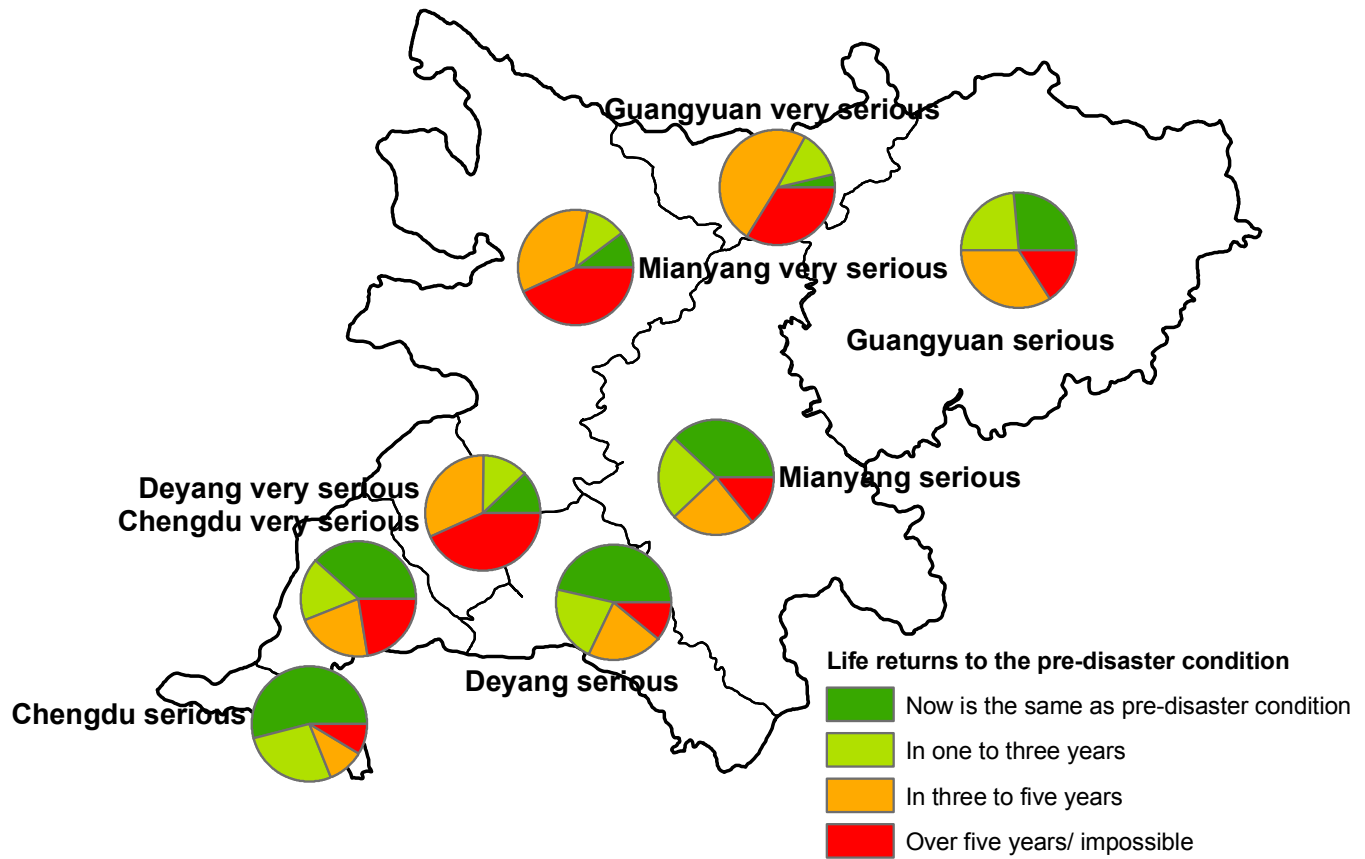 Guangyuan very serious
Mianyang very serious
Guangyuan serious
Mianyang serious
Deyang very serious
Chengdu very serious
Deyang serious
Chengdu serious
Life returns to the pre-disaster condition
Now is the same as pre-disaster condition
In one to three years
In three to five years
Over five years/ impossible